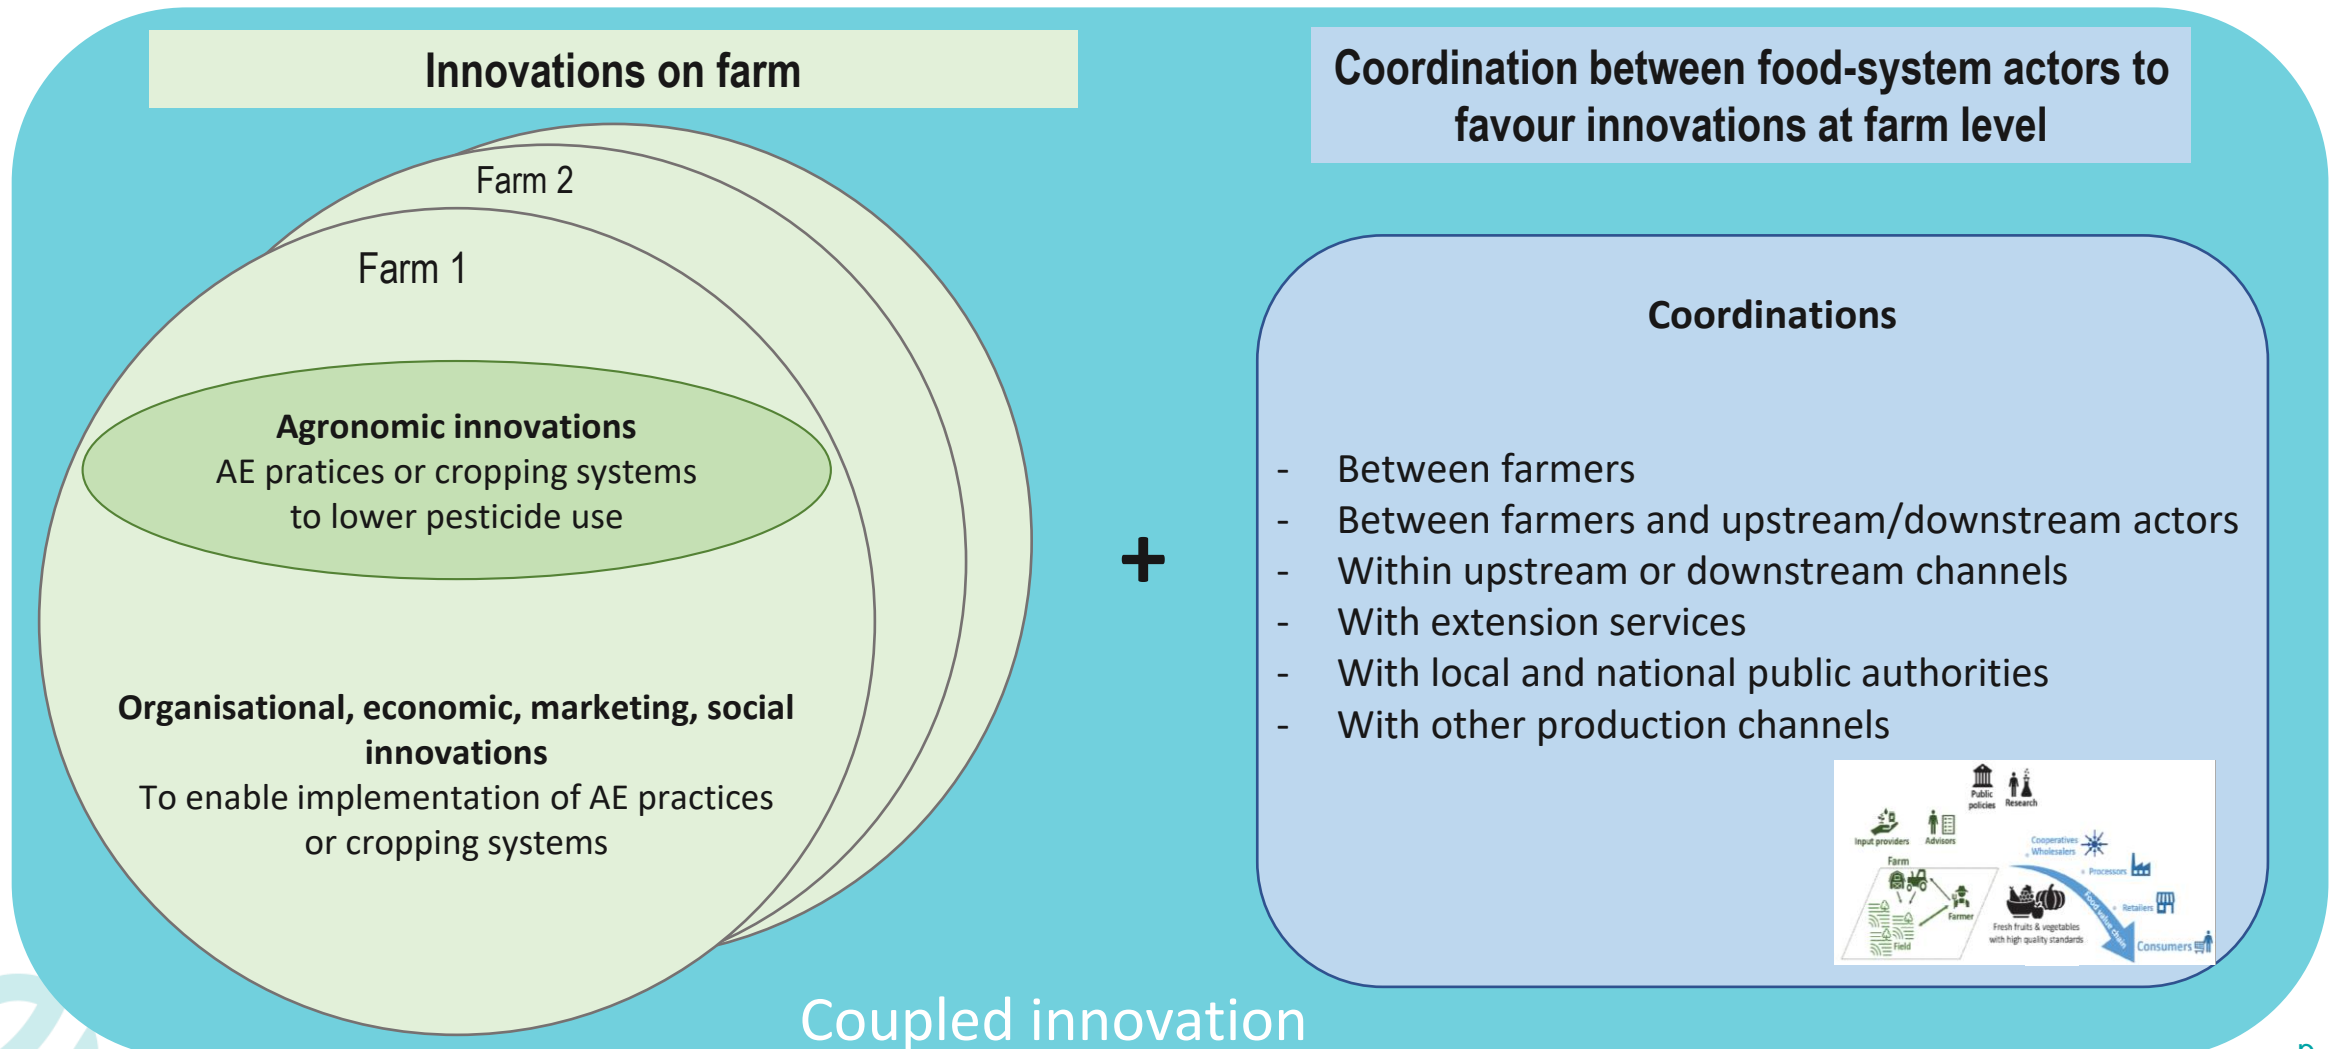 Innovations on farm
Coordination between food-system actors to
favour innovations at farm level
Farm 2
Farm 1
Agronomic innovations
AE pratices or cropping systems
to lower pesticide use
Organisational, economic, marketing, social
innovations
To enable implementation of AE practices
or cropping systems
+
Coordinations
- Between farmers
- Between farmers and upstream/downstream actors
- Within upstream or downstream channels
- With extension services
- With local and national public authorities
- With other production channels
Public
policies
Research
Input providers
Advisors
Cooperatives
Wholesalers
Farm
Processors
Farmer
Retailers
Food value chain
Fresh fruits & vegetables
with high quality standards
Field
Consumers
Coupled innovation